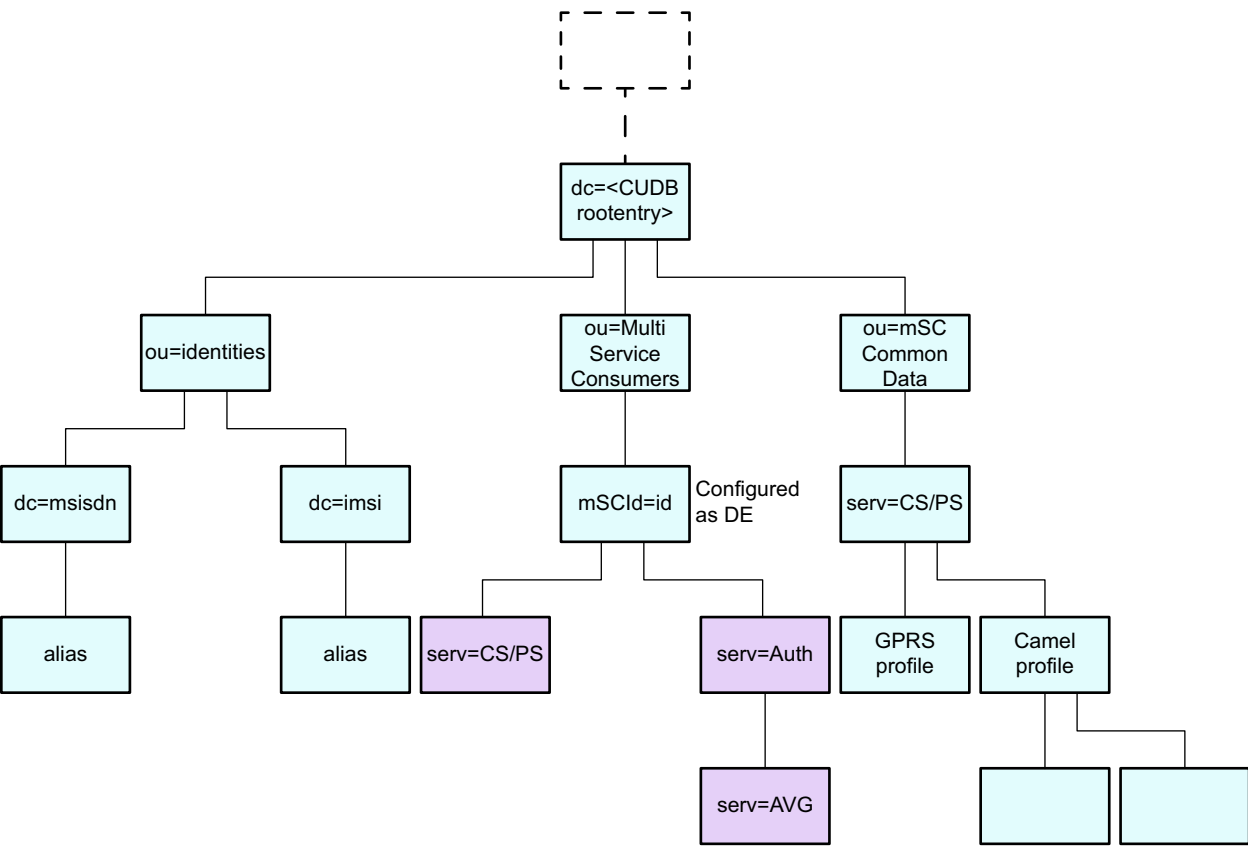 dc=<CUDB
rootentry>
ou=identities
ou=Multi
Service
Consumers
ou=mSC
Common
Data
dc=msisdn
dc=imsi
mSCId=id
Configured
as DE
serv=CS/PS
alias
alias
serv=CS/PS
serv=Auth
GPRS
profile
Camel
profile
serv=AVG